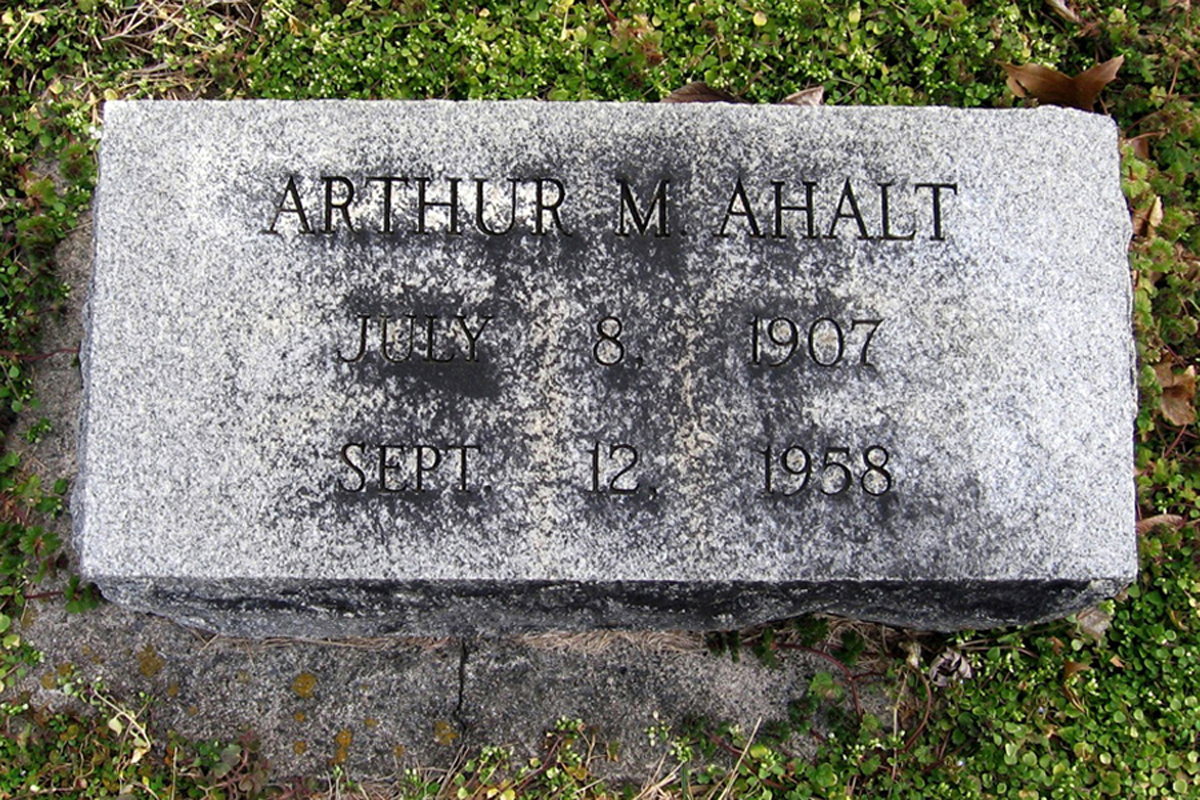 ARTHUR M. AHALT
JULY 8, 1907
SEPT. 12, 1958